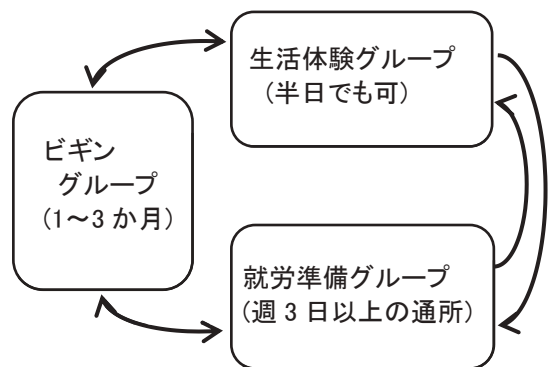 ビギン
グループ
(1～3 か月)
生活体験グループ
(半日でも可)
就労準備グループ
(週 3 日以上の通所)